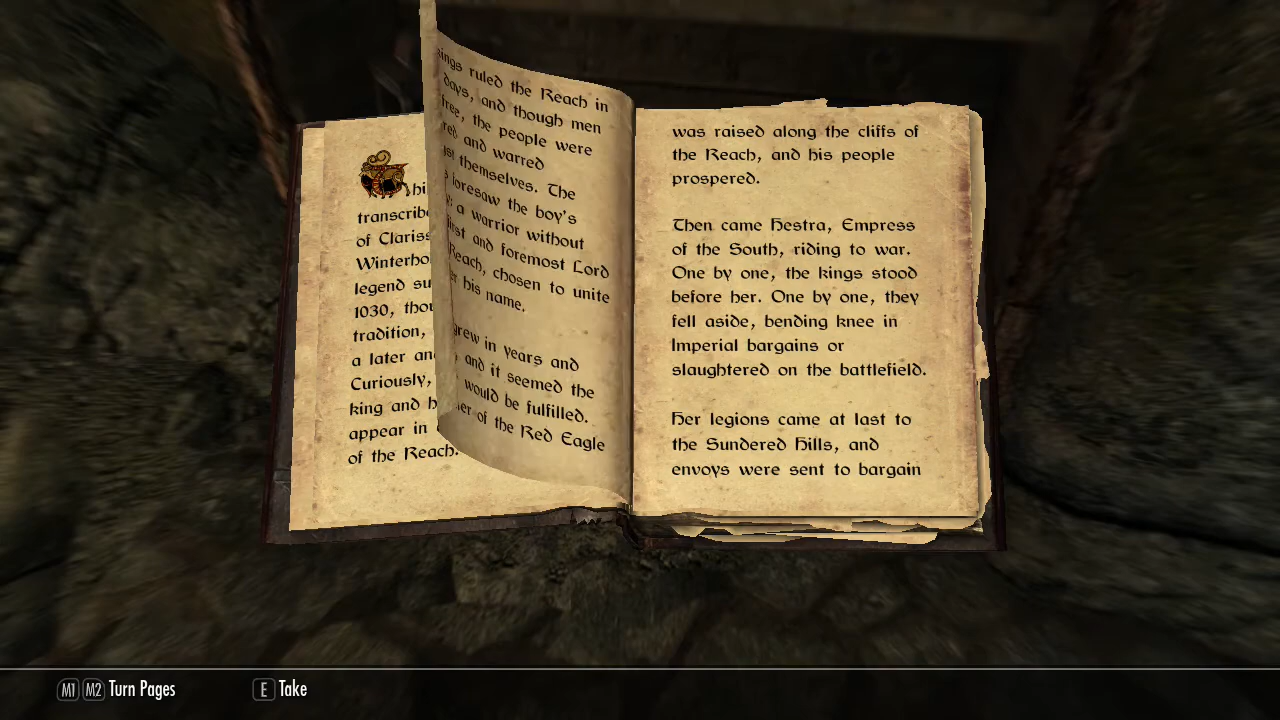 transcribe
of Clariss
Winterho
legend su
1030, tho
tradition,
a later an
Curiously,
king and h
appear in
of the Reach.
ings ruled the Reach in
days, and though men
free, the people were
red and warred
themselves. The
foresaw the boy's
a warrior without
first and foremost Lord
Reach, chosen to unite
his name.
grew in years and
and it seemed the
would be fulfilled.
of the Red Eagle
was raised along the cliffs of
the Reach, and his people
prospered.
Then came Hestra, Empress
of the South, riding to war.
One by one, the kings stood
before her. One by one, they
fell aside, bending knee in
Imperial bargains or
slaughtered on the battlefield.
Her legions came at last to
the Sundered Hills, and
envoys were sent to bargain
M1 M2 Turn Pages
E Take